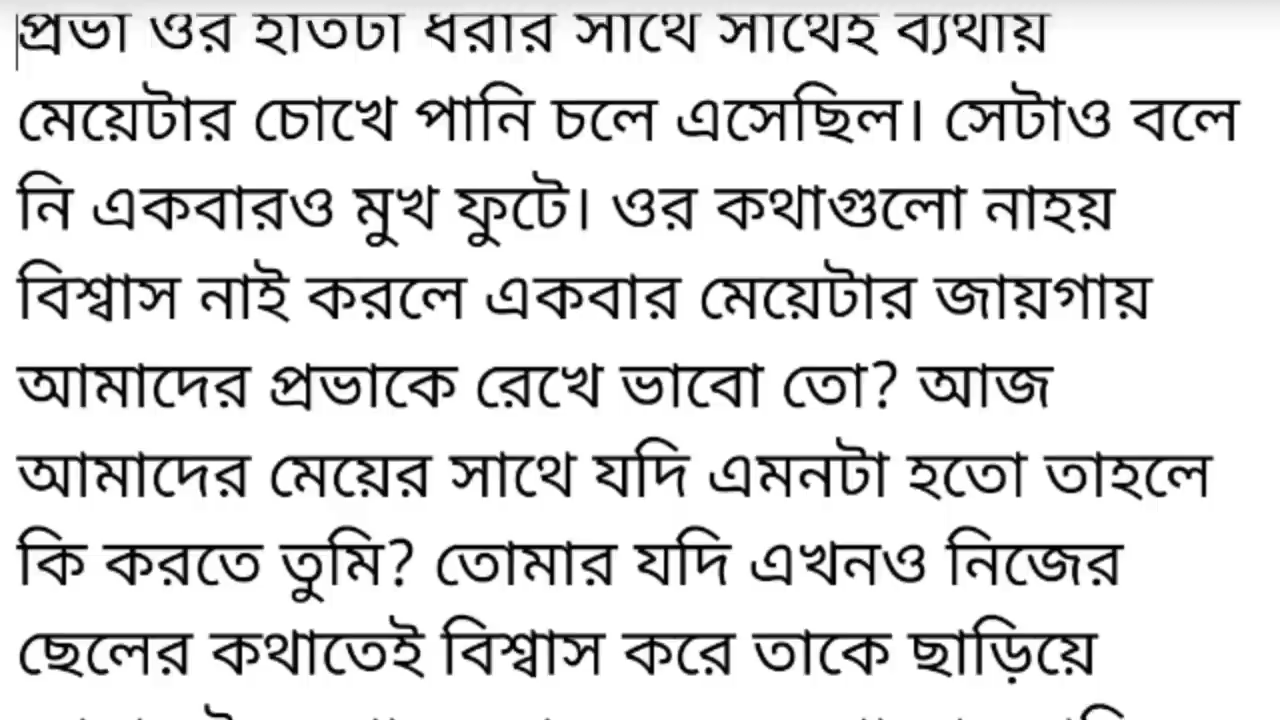 প্রভা ওর হাতটা ধরার সাথে সাথেই ব্যথায়
মেয়েটার চোখে পানি চলে এসেছিল। সেটাও বলে
নি একবারও মুখ ফুটে। ওর কথাগুলো নাহয়
বিশ্বাস নাই করলে একবার মেয়েটার জায়গায়
আমাদের প্রভাকে রেখে ভাবো তো? আজ
আমাদের মেয়ের সাথে যদি এমনটা হতো তাহলে
কি করতে তুমি? তোমার যদি এখনও নিজের
ছেলের কথাতেই বিশ্বাস করে তাকে ছাড়িয়ে